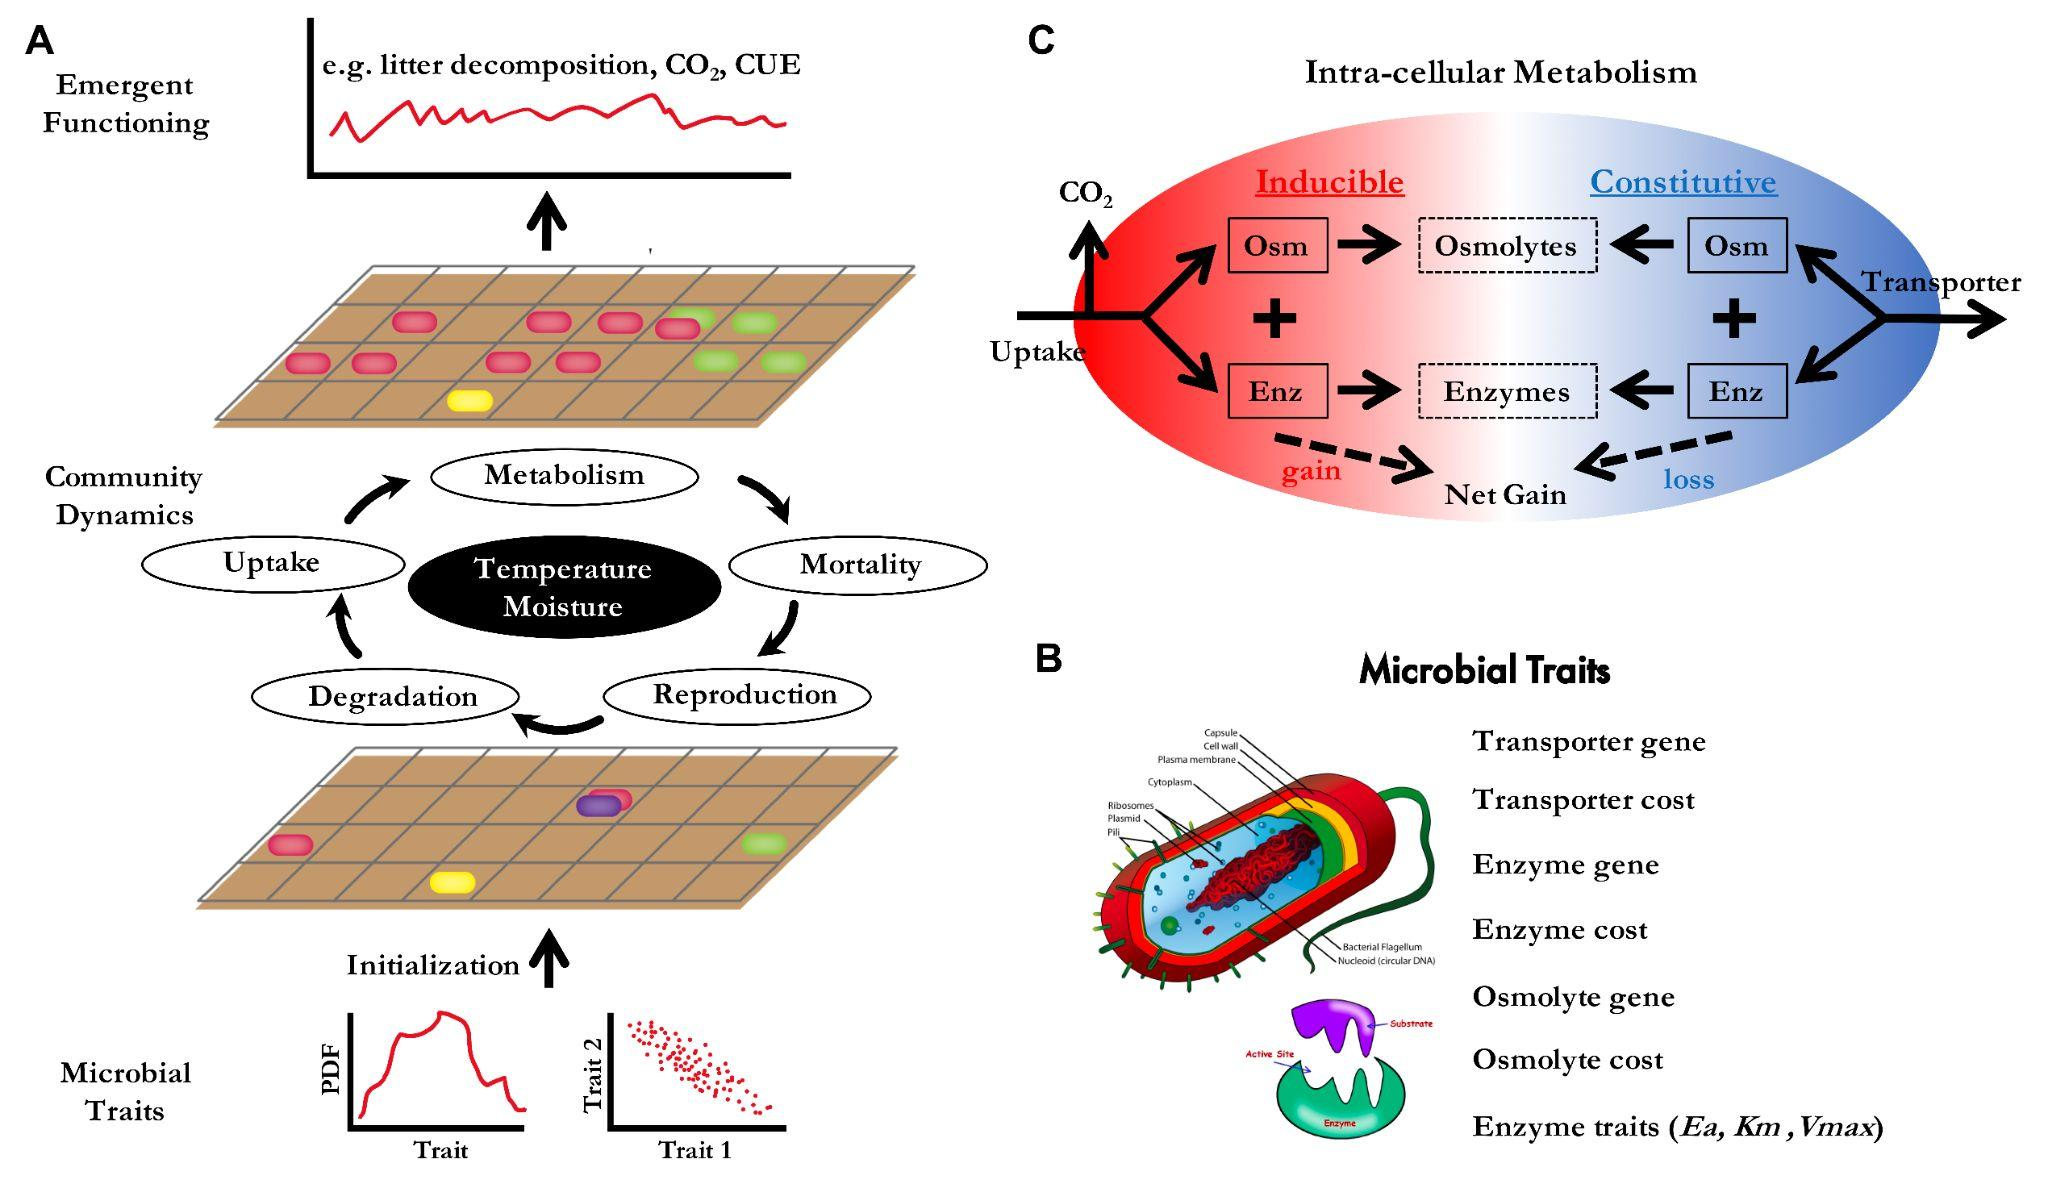 A
Emergent
Functioning
e.g. litter decomposition, CO₂, CUE
Community
Dynamics
Metabolism
Uptake
Temperature
Moisture
Mortality
Degradation
Reproduction
Initialization
Microbial
Traits
PDF
Trait
Trait 2
Trait 1
C
Intra-cellular Metabolism
Inducible
Constitutive
CO₂
Osm
Osmolytes
Osm
Transporter
+
+
Uptake
Enz
Enzymes
Enz
gain
loss
Net Gain
B
Microbial Traits
Capsule
Cell wall
Plasma membrane
Cytoplasm
Ribosomes
Plasmid
Pili
Bacterial Flagellum
Nucleoid (circular DNA)
Substrate
Active Site
Enzyme
Transporter gene
Transporter cost
Enzyme gene
Enzyme cost
Osmolyte gene
Osmolyte cost
Enzyme traits (Ea, Km ,Vmax)